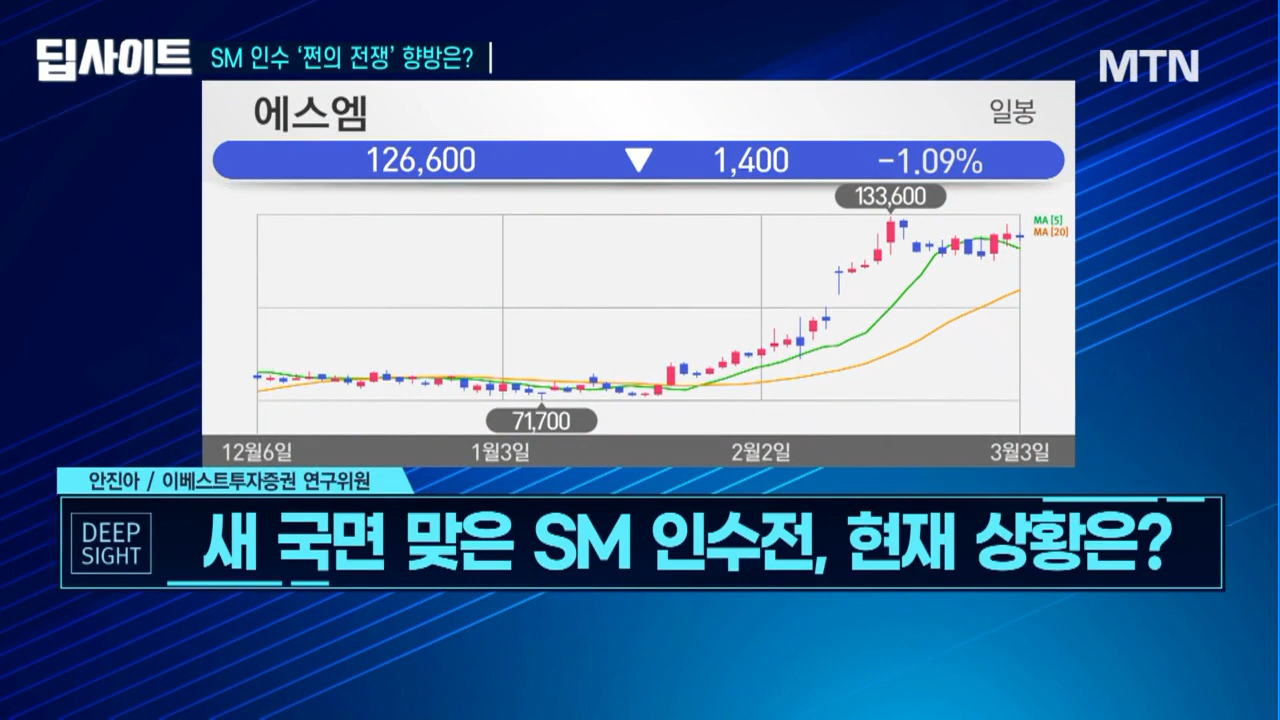 딥사이트 SM 인수 ‘쩐의 전쟁’ 향방은?
MTN
에스엠 일봉
126,600 ▼ 1,400 -1.09%
133,600
MA [5]
MA [20]
71,700
12월6일 1월3일 2월2일 3월3일
안진아 / 이베스트투자증권 연구위원
DEEP
SIGHT
새 국면 맞은 SM 인수전, 현재 상황은?